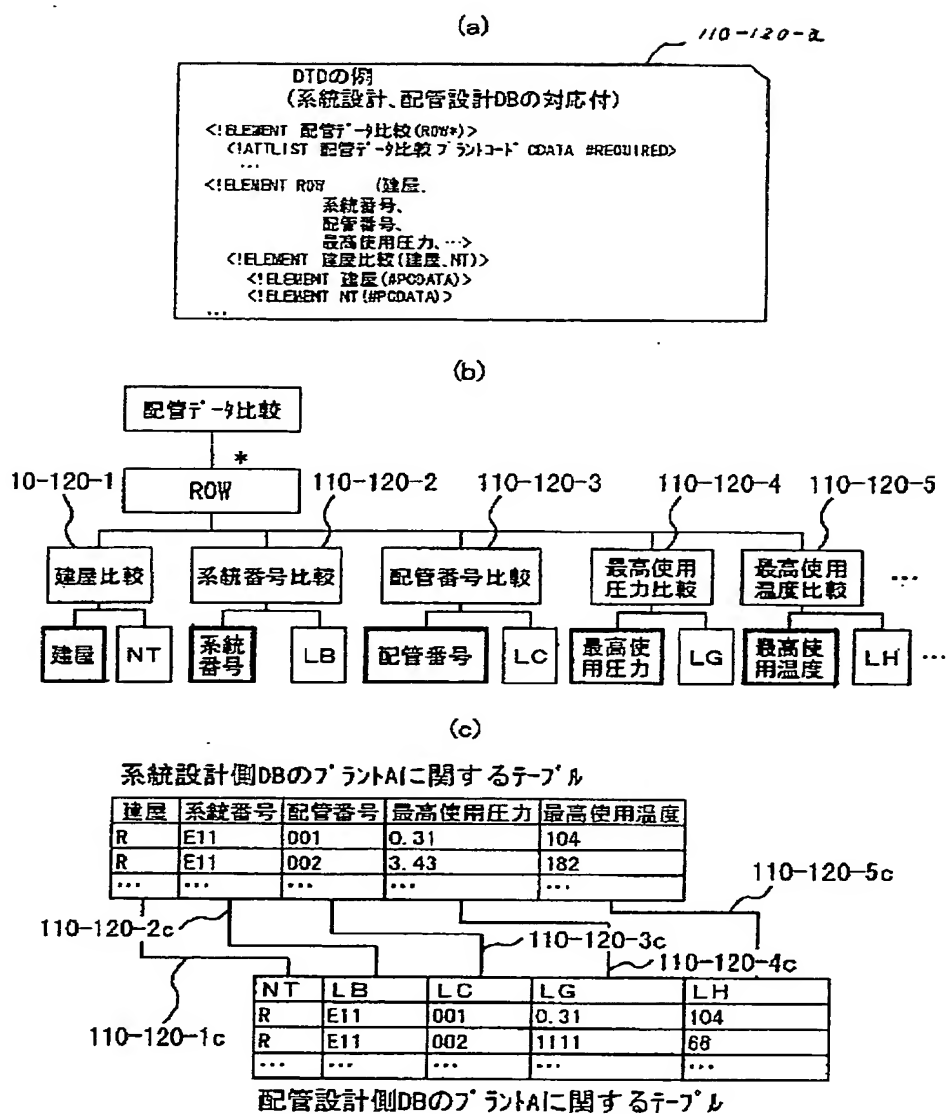 (a)
110-120-a
DTDの例
(系統設計、配管設計DBの対応付)
<!ELEMENT 配管データ比較(ROW*)>
<!ATTLIST 配管データ比較 プラントコード CDATA #REQUIRED>
...
<!ELEMENT ROW (建屋、
系統番号、
配管番号、
最高使用圧力、…>
<!ELEMENT 建屋比較(建屋、NT)>
<!ELEMENT 建屋(#PCDATA)>
<!ELEMENT NT(#PCDATA)>
...
(b)
配管データ比較
*
10-120-1 ROW 110-120-2 110-120-3 110-120-4 110-120-5
建屋比較 系統番号比較 配管番号比較 最高使用圧力比較 最高使用温度比較 …
建屋 NT 系統番号 LB 配管番号 LC 最高使用圧力 LG 最高使用温度 LH …
(c)
系統設計側DBのプラントAに関するテーブル
建屋 系統番号 配管番号 最高使用圧力 最高使用温度
R E11 001 0.31 104
R E11 002 3.43 182
… … … … …
110-120-5c
110-120-2c
110-120-3c
110-120-4c
110-120-1c
NT LB LC LG LH
R E11 001 0.31 104
R E11 002 1111 68
… … … … …
配管設計側DBのプラントAに関するテーブル